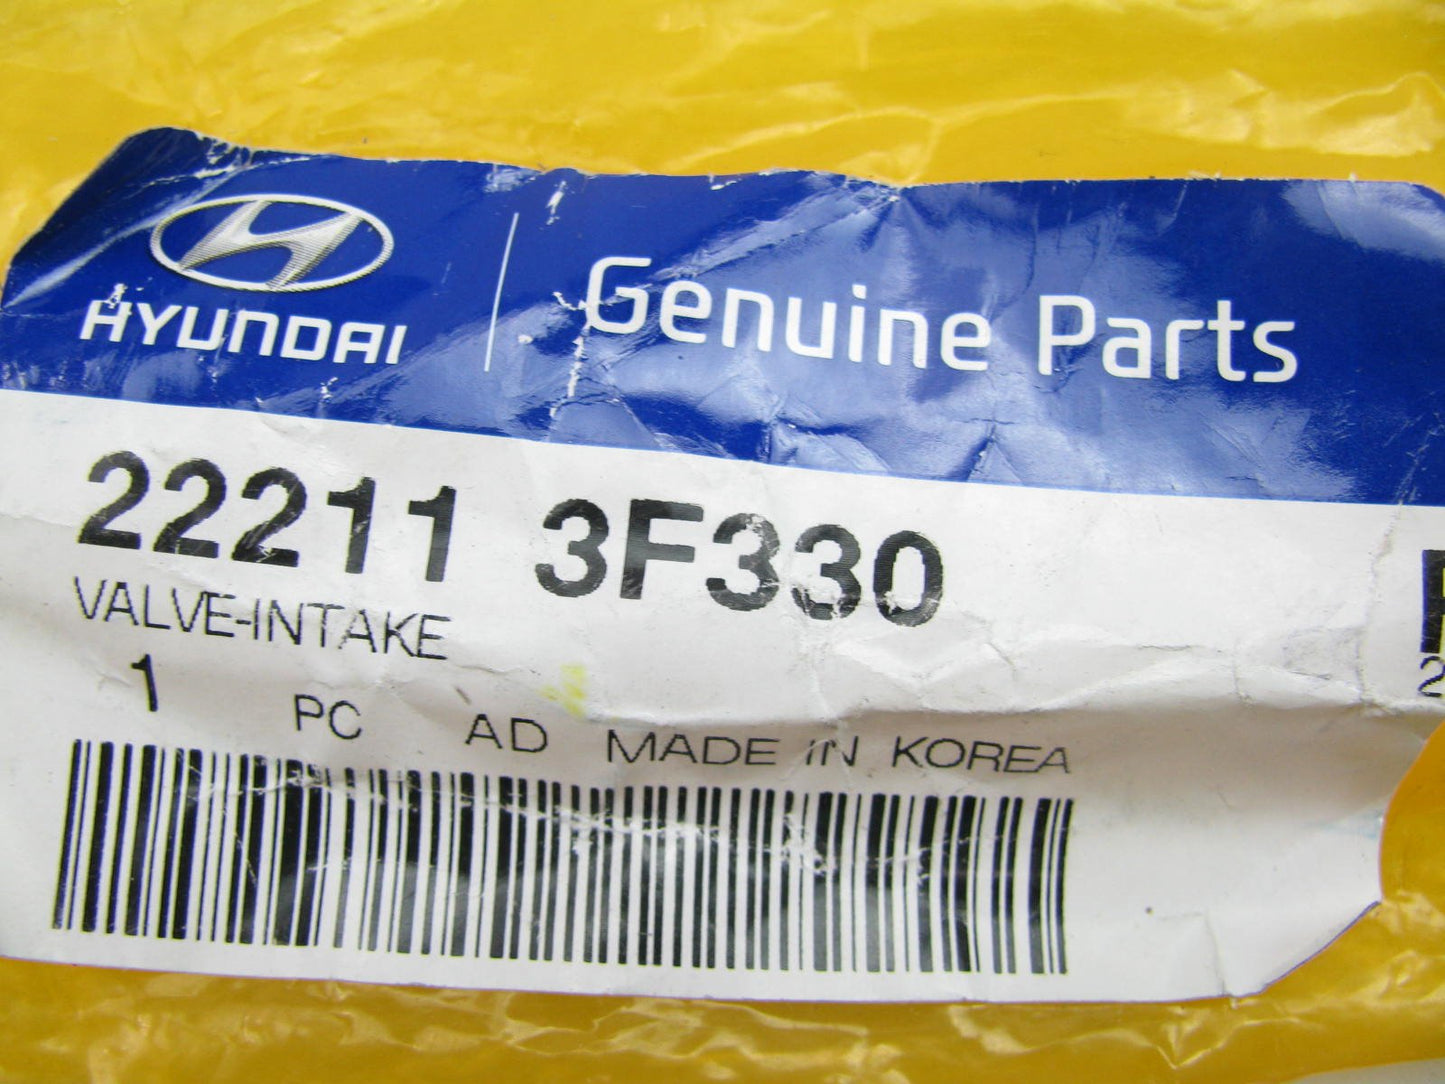 HYUNDAI
Genuine Parts
22211 3F330
VALVE-INTAKE
1 PC AD MADE IN KOREA